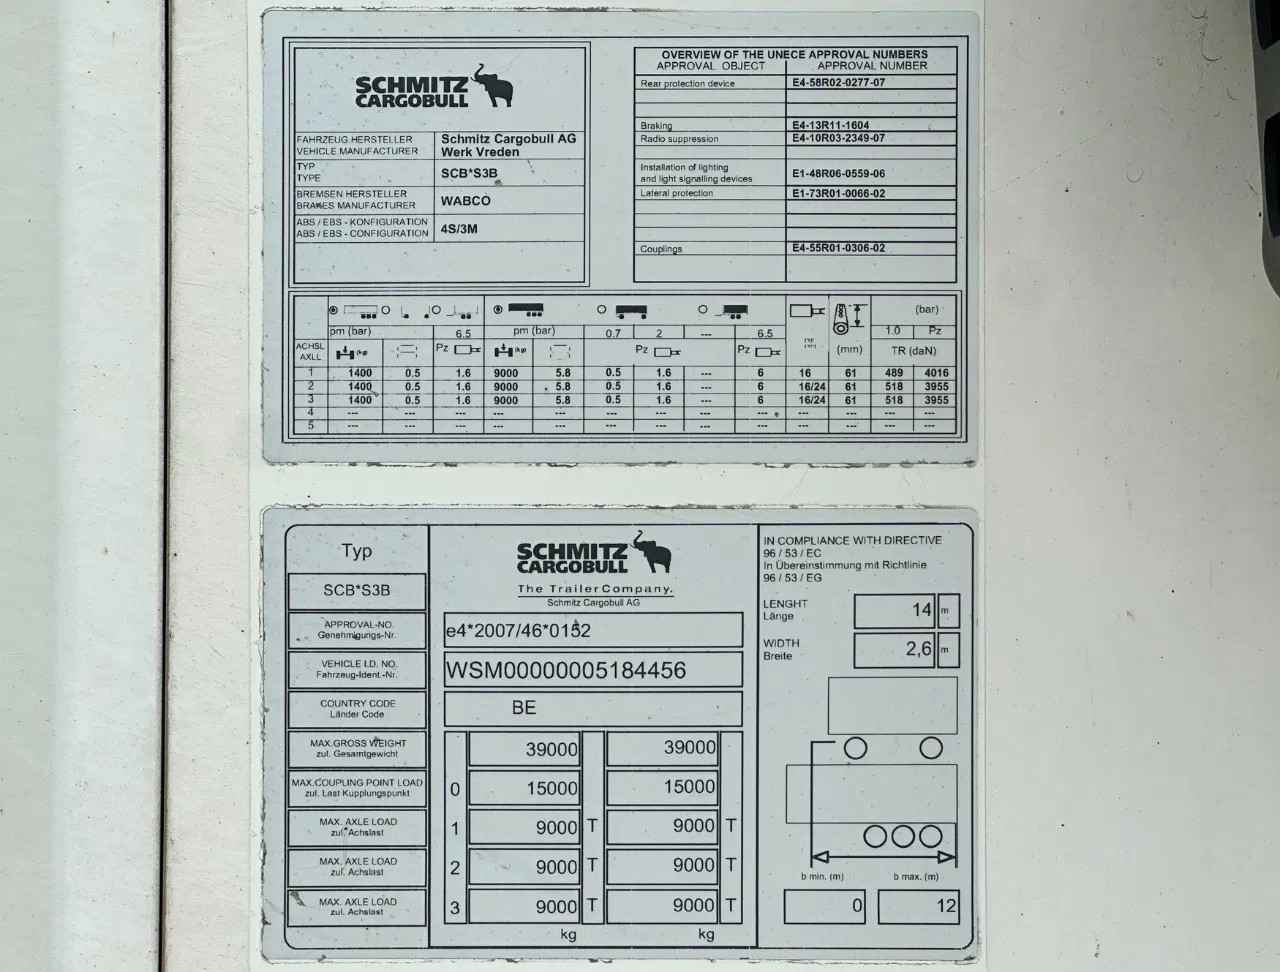 SCHMITZ
CARGOBULL
FAHRZEUG HERSTELLER
VEHICLE MANUFACTURER
Schmitz Cargobull AG
Werk Vreden
TYP
TYPE
SCB*S3B
BREMSEN HERSTELLER
BRAKES MANUFACTURER
WABCO
ABS / EBS - KONFIGURATION
ABS / EBS - CONFIGURATION
4S/3M
OVERVIEW OF THE UNECE APPROVAL NUMBERS
APPROVAL OBJECT APPROVAL NUMBER
Rear protection device E4-58R02-0277-07
Braking E4-13R11-1604
Radio suppression E4-10R03-2349-07
Installation of lighting
and light signalling devices
E1-48R06-0559-06
Lateral protection E1-73R01-0066-02
Couplings E4-55R01-0306-02
(bar)
pm (bar) 6.5 pm (bar) 0.7 2 --- 6.5 1.0 Pz
ACHSL
AXLL
(kg) Pz (kg) Pz Pz (mm) TR (daN)
1 1400 0.5 1.6 9000 5.8 0.5 1.6 --- 6 16 61 489 4016
2 1400 0.5 1.6 9000 5.8 0.5 1.6 --- 6 16/24 61 518 3955
3 1400 0.5 1.6 9000 5.8 0.5 1.6 --- 6 16/24 61 518 3955
4 --- --- --- --- --- --- --- --- --- --- --- --- ---
5 --- --- --- --- --- --- --- --- --- --- --- --- ---
Typ
SCB*S3B
SCHMITZ
CARGOBULL
The TrailerCompany.
Schmitz Cargobull AG
APPROVAL-NO.
Genehmigungs-Nr.
e4*2007/46*0152
VEHICLE I.D. NO.
Fahrzeug-Ident.-Nr.
WSM00000005184456
COUNTRY CODE
Länder Code
BE
MAX.GROSS WEIGHT
zul. Gesamtgewicht
39000 39000
MAX.COUPLING POINT LOAD
zul. Last Kupplungspunkt
0 15000 15000
MAX. AXLE LOAD
zul. Achslast
1 9000 T 9000 T
MAX. AXLE LOAD
zul. Achslast
2 9000 T 9000 T
MAX. AXLE LOAD
zul. Achslast
3 9000 T 9000 T
kg kg
IN COMPLIANCE WITH DIRECTIVE
96 / 53 / EC
In Übereinstimmung mit Richtlinie
96 / 53 / EG
LENGHT
Länge
14 m
WIDTH
Breite
2,6 m
b min. (m) b max. (m)
0 12